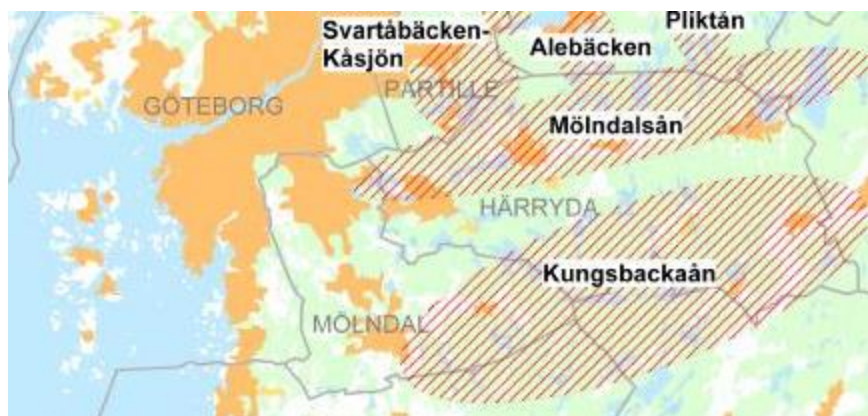 Svartåbäcken-
Kåsjön
Alebäcken
Pliktån
GÖTEBORG
PARTILLE
Mölndalsån
HÄRRYDA
Kungsbackaån
MÖLNDAL